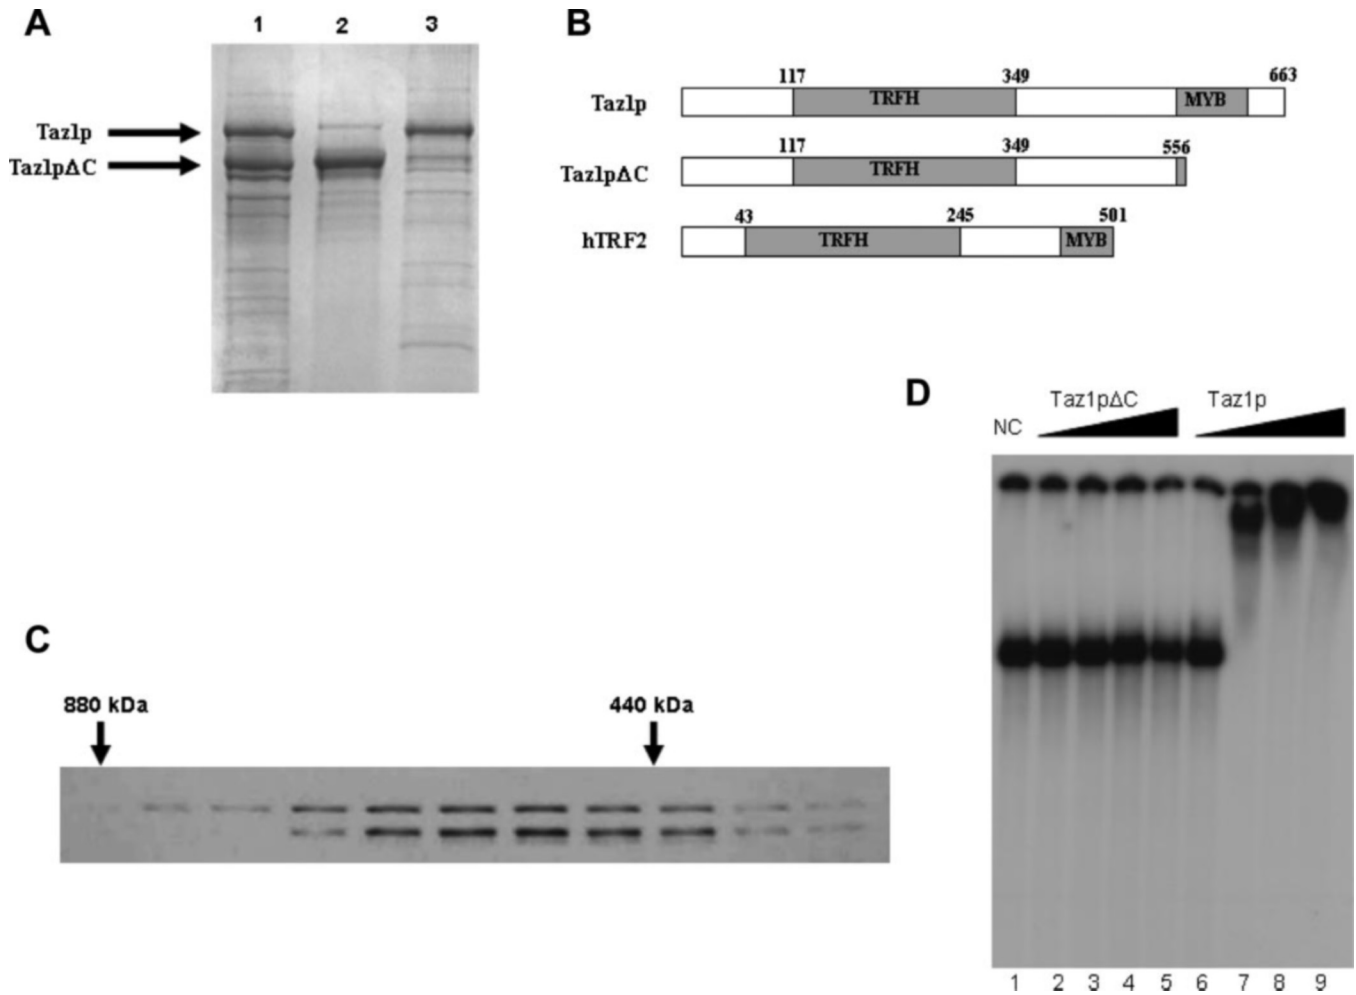 A
1 2 3
Taz1p
Taz1pΔC
B
117 349 663
Taz1p TRFH MYB
117 349 556
Taz1pΔC TRFH
43 245 501
hTRF2 TRFH MYB
C
880 kDa 440 kDa
D
Taz1pΔC Taz1p
NC
1 2 3 4 5 6 7 8 9